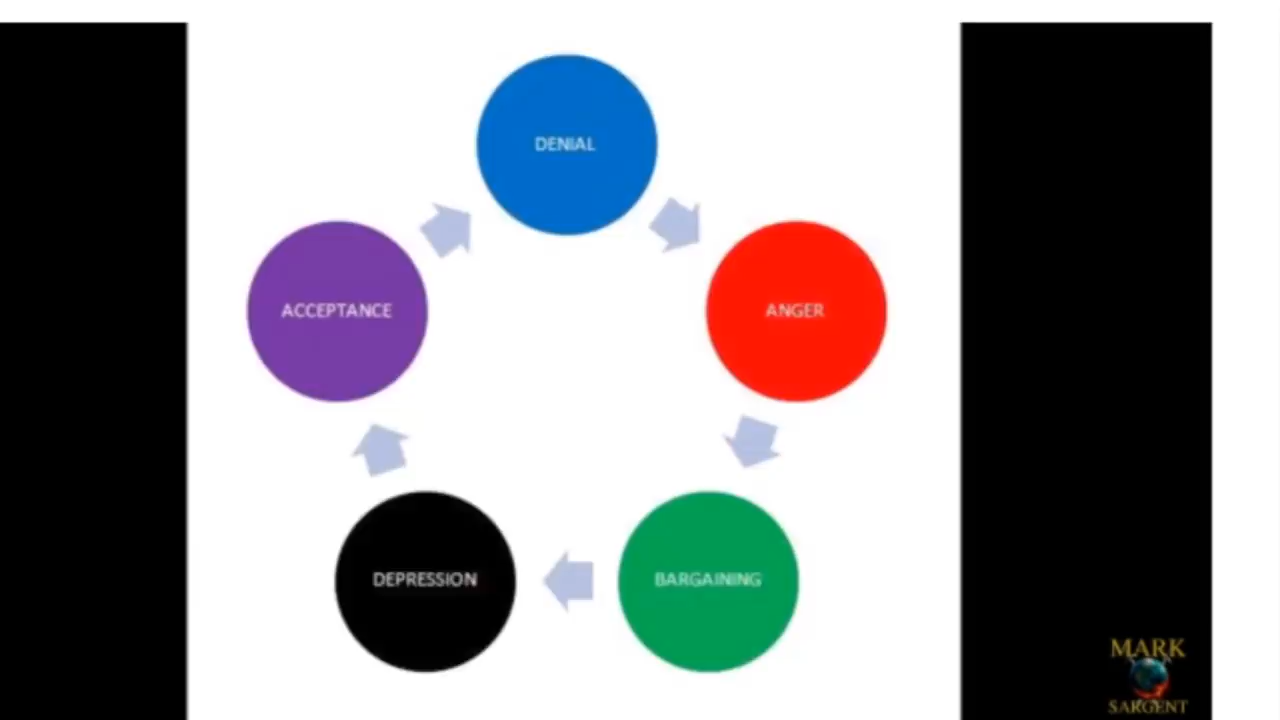 DENIAL
ANGER
BARGAINING
DEPRESSION
ACCEPTANCE
MARK
SARGENT